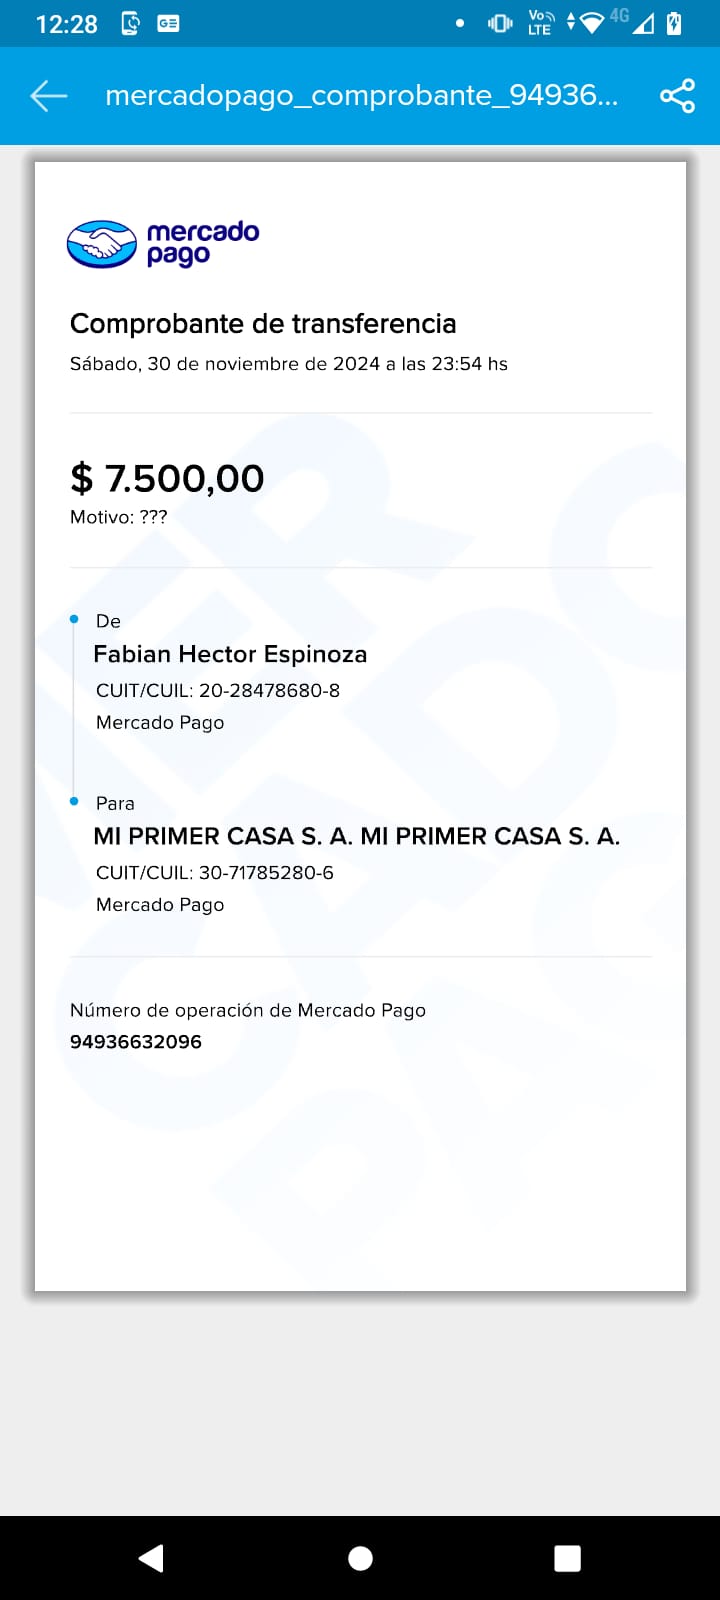 12:28
Vo LTE 4G
mercadopago_comprobante_94936...
mercado
pago
Comprobante de transferencia
Sábado, 30 de noviembre de 2024 a las 23:54 hs
$ 7.500,00
Motivo: ???
De
Fabian Hector Espinoza
CUIT/CUIL: 20-28478680-8
Mercado Pago
Para
MI PRIMER CASA S. A. MI PRIMER CASA S. A.
CUIT/CUIL: 30-71785280-6
Mercado Pago
Número de operación de Mercado Pago
94936632096